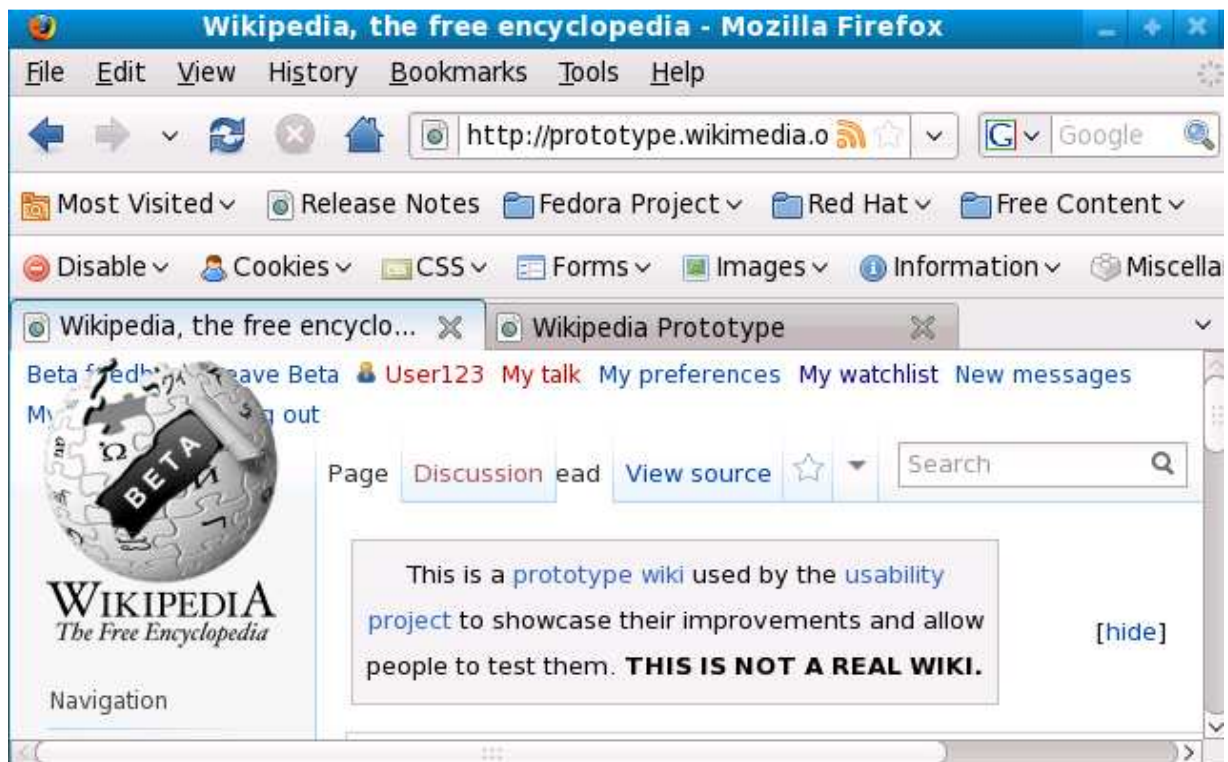 Wikipedia, the free encyclopedia - Mozilla Firefox
File Edit View History Bookmarks Tools Help
http://prototype.wikimedia.o G Google
Most Visited Release Notes Fedora Project Red Hat Free Content
Disable Cookies CSS Forms Images Information Miscella
Wikipedia, the free encyclo... Wikipedia Prototype
Beta Beta User123 My talk My preferences My watchlist New messages
out
Page Discussion ead View source Search
BETA
This is a prototype wiki used by the usability
project to showcase their improvements and allow
people to test them. THIS IS NOT A REAL WIKI.
[hide]
WIKIPEDIA
The Free Encyclopedia
Navigation